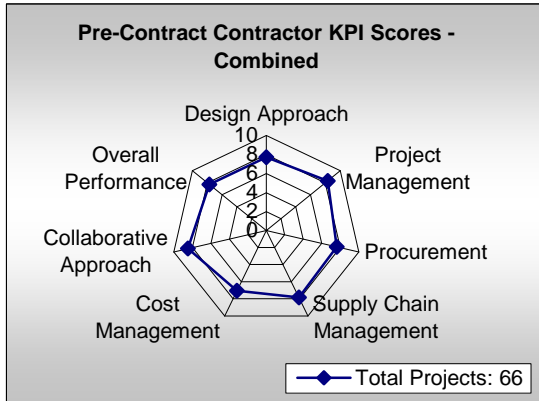 Pre-Contract Contractor KPI Scores -
Combined
Design Approach
10
8
6
4
2
0
Project
Management
Procurement
Supply Chain
Management
Cost
Management
Collaborative
Approach
Overall
Performance
Total Projects: 66